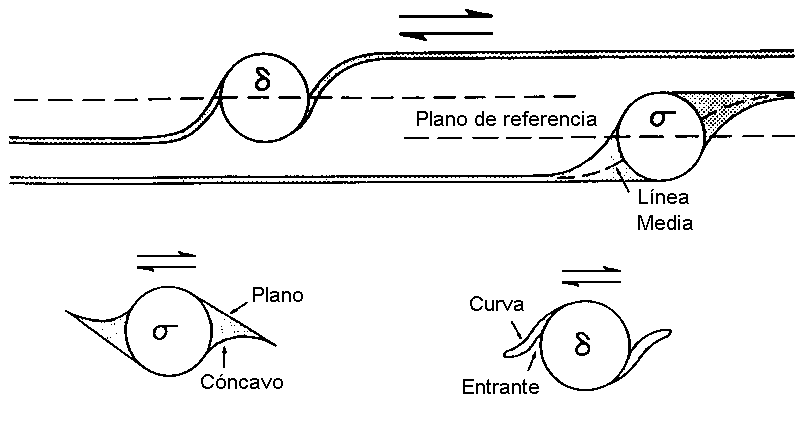 δ
Plano de referencia
σ
Línea
Media
Plano
σ
Cóncavo
Curva
δ
Entrante